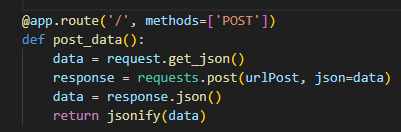 @app.route('/', methods=['POST'])
def post_data():
    data = request.get_json()
    response = requests.POST(urlPost, json=data)
    data = response.json()
    return jsonify(data)